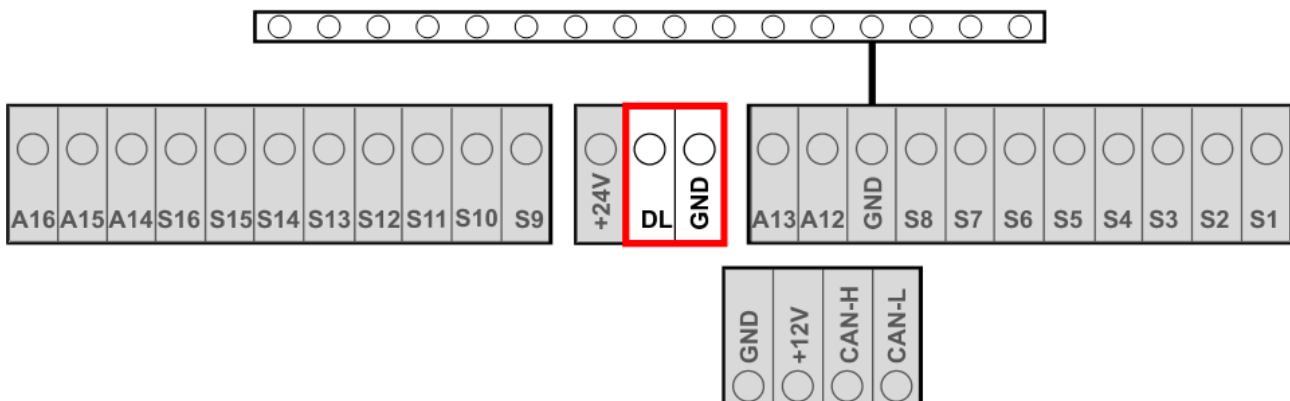 A16 A15 A14 S16 S15 S14 S13 S12 S11 S10 S9 +24V DL GND A13 A12 GND S8 S7 S6 S5 S4 S3 S2 S1
GND +12V CAN-H CAN-L